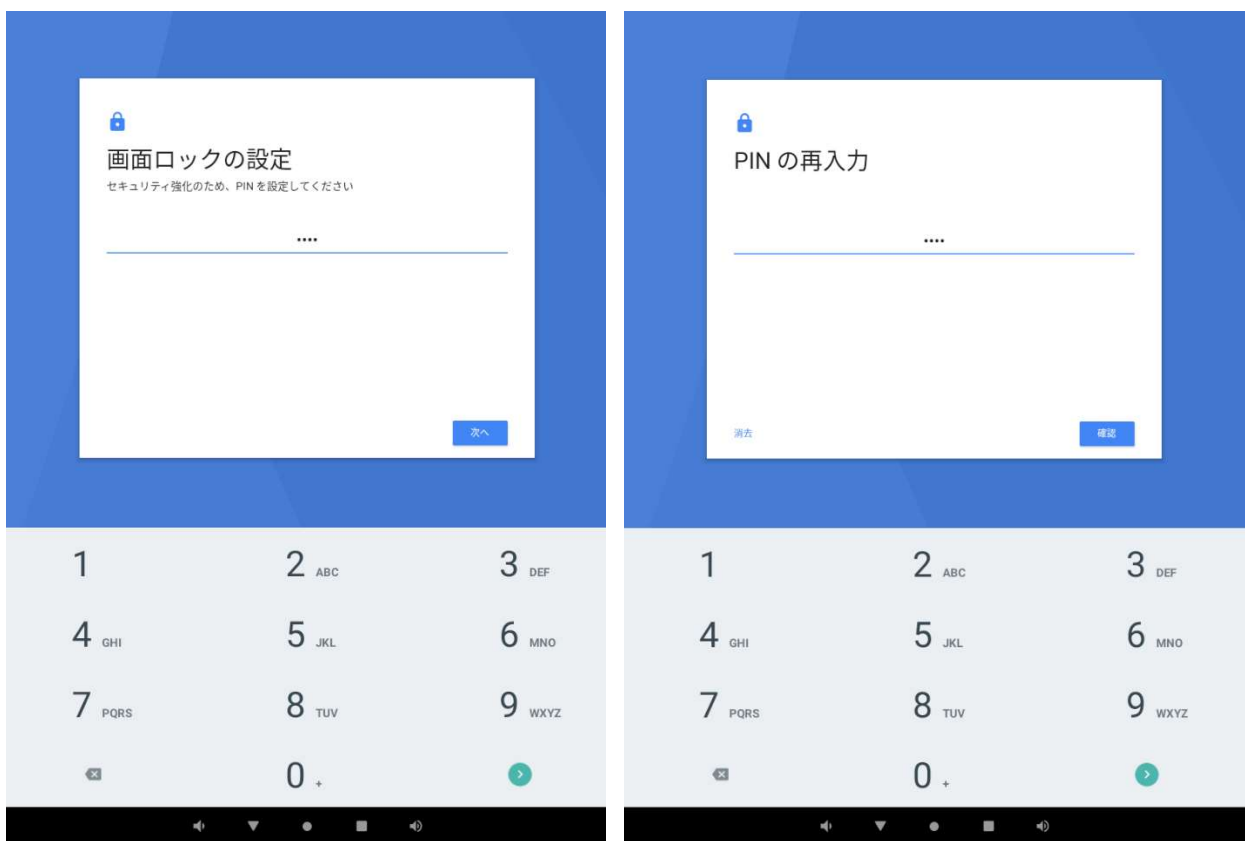 画面ロックの設定
セキュリティ強化のため、PIN を設定してください
••••
次へ
1
2 ABC
3 DEF
4 GHI
5 JKL
6 MNO
7 PQRS
8 TUV
9 WXYZ
0 +
PIN の再入力
••••
消去
確認
1
2 ABC
3 DEF
4 GHI
5 JKL
6 MNO
7 PQRS
8 TUV
9 WXYZ
0 +